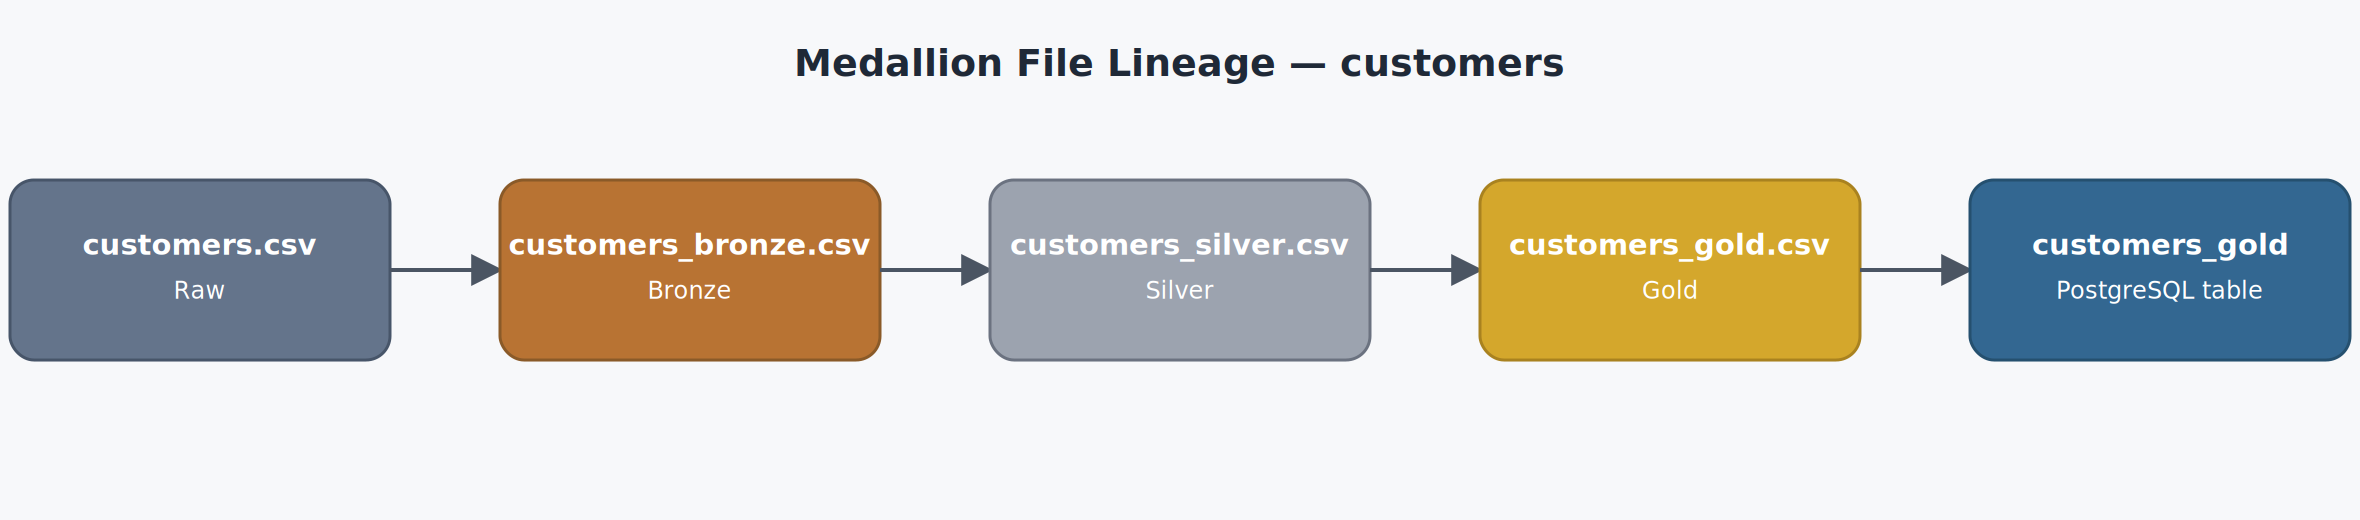 Medallion File Lineage — customers
customers.csv
Raw
customers_bronze.csv
Bronze
customers_silver.csv
Silver
customers_gold.csv
Gold
customers_gold
PostgreSQL table